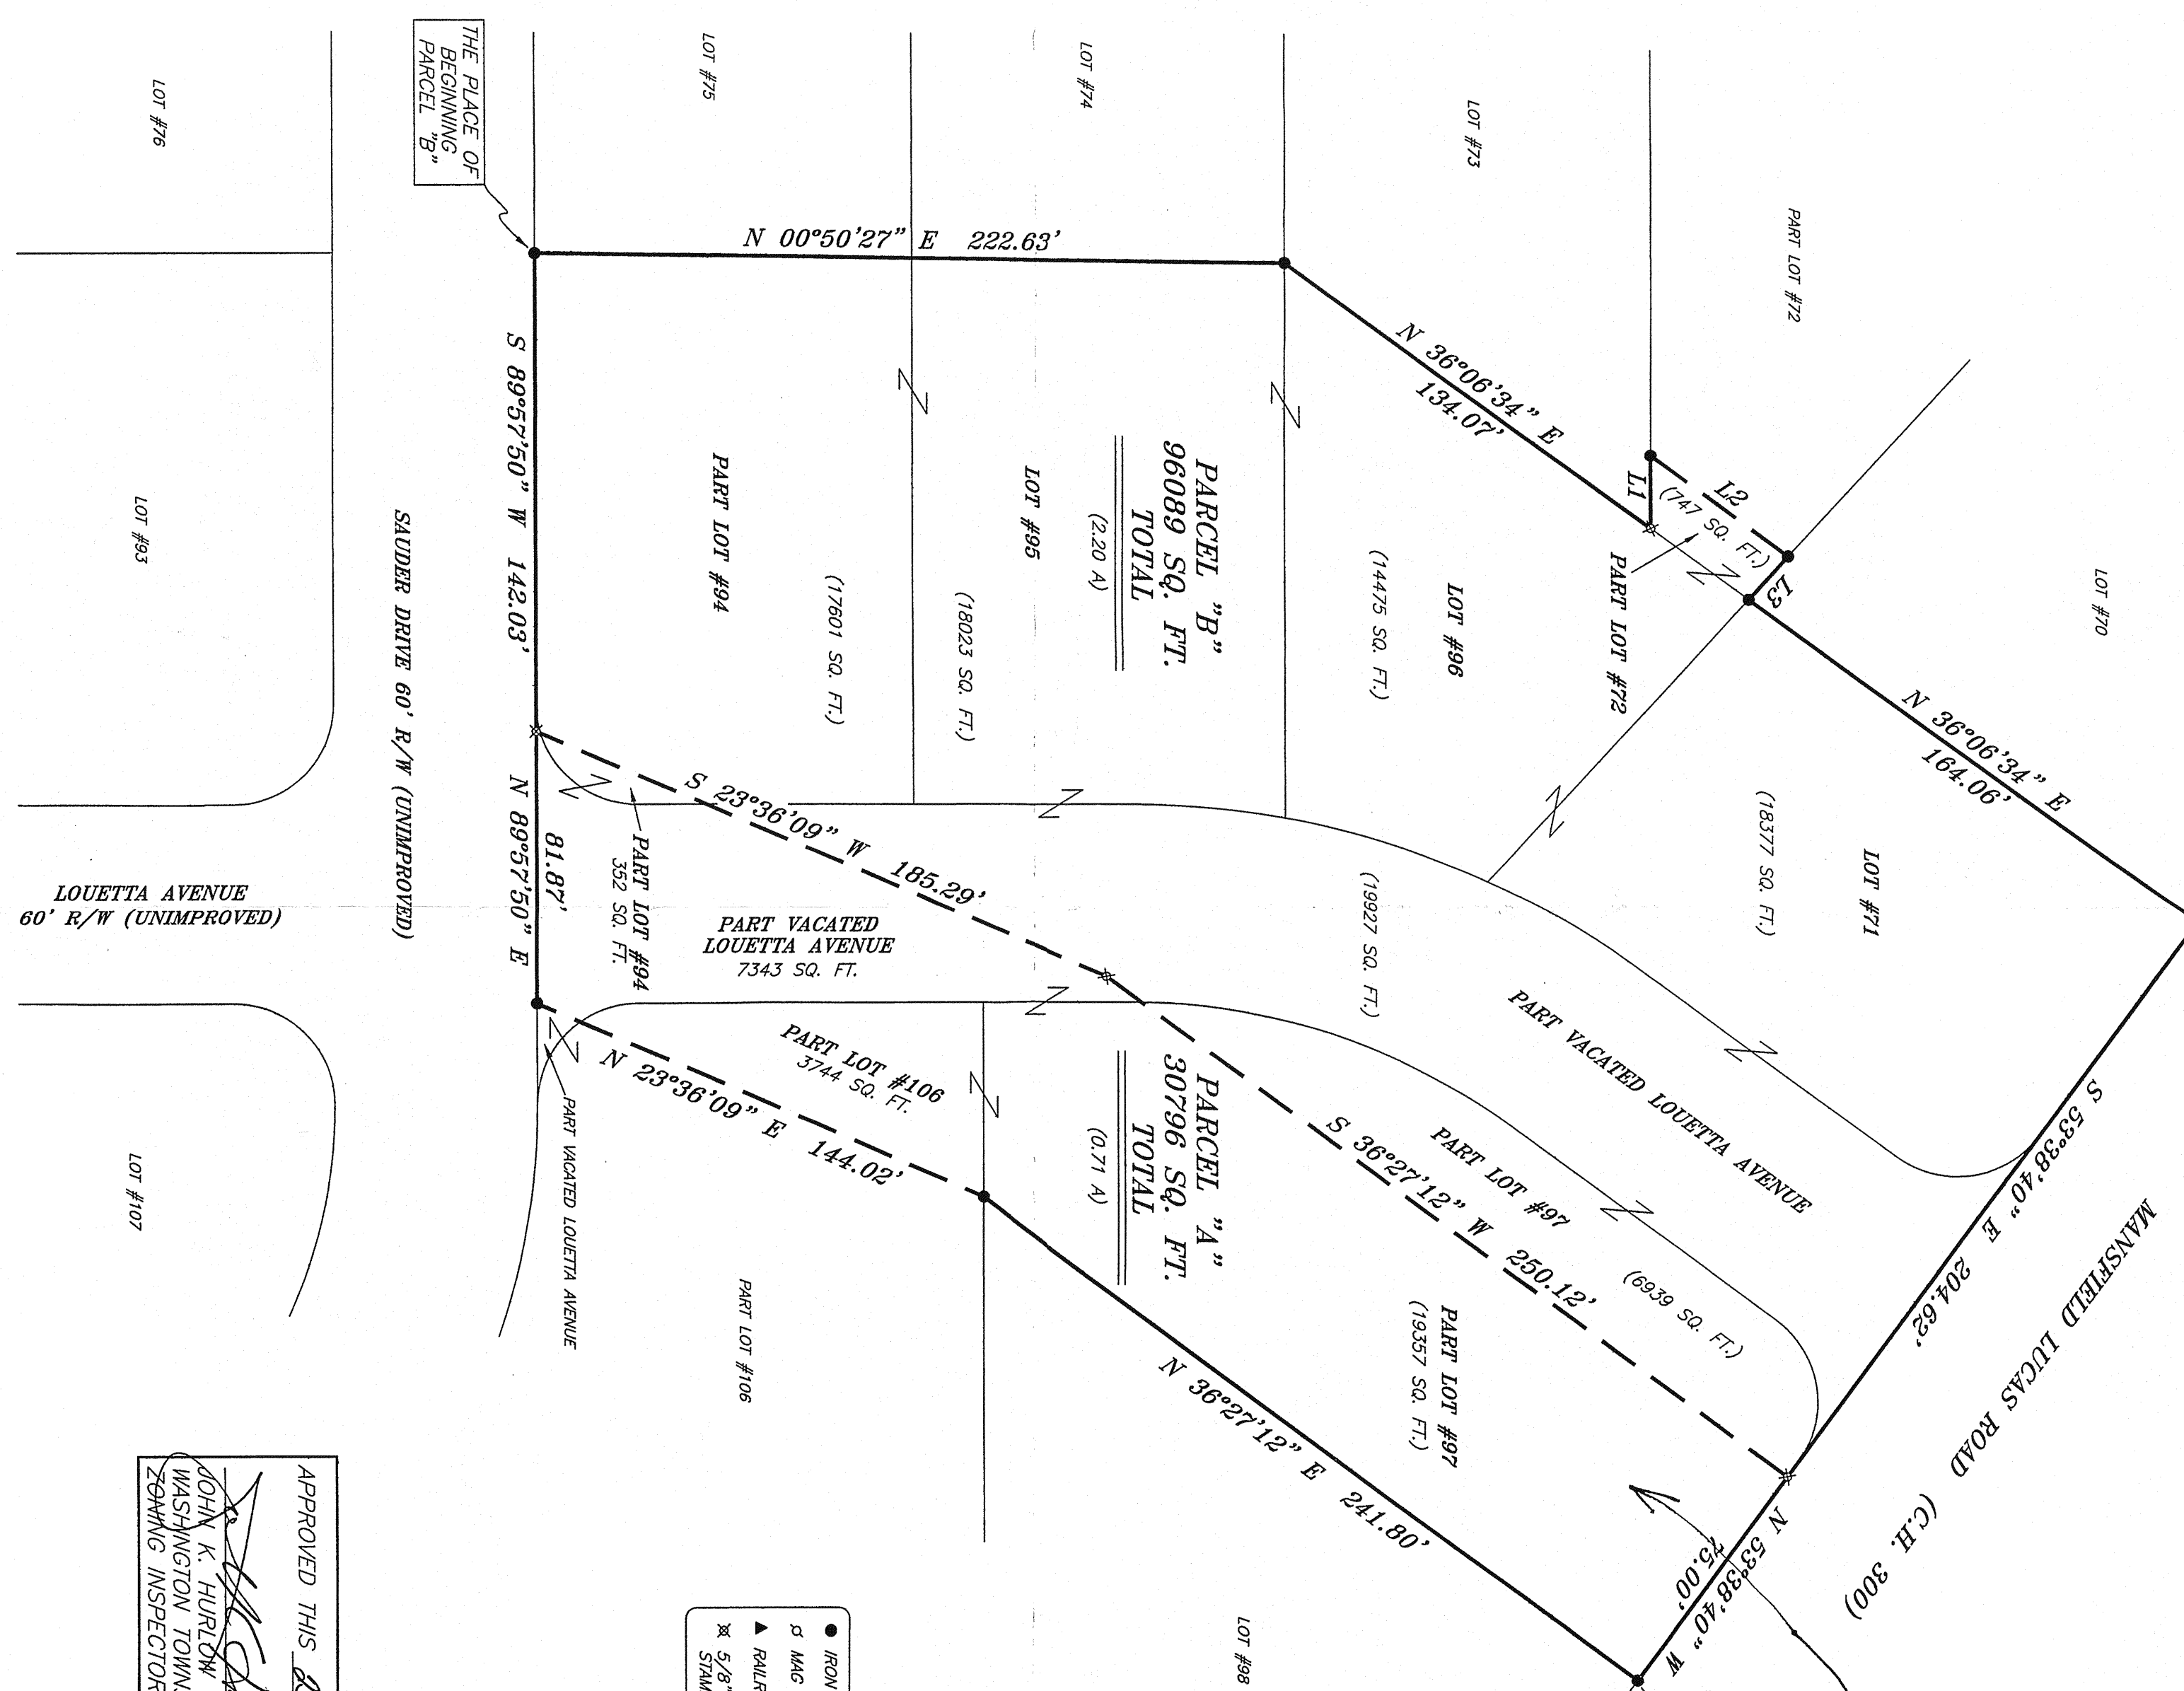 THE PLACE OF
BEGINNING
PARCEL "B"
LOT #76
LOT #75
LOT #74
LOT #73
PART LOT #72
LOT #70
N 00°50'27" E 222.63'
N 36°06'34" E
134.07'
L1
L2
(747 SQ. FT.)
L3
PART LOT #72
N 36°06'34" E
164.06'
S 89°57'50" W 142.03'
PART LOT #94
(17601 SQ. FT.)
LOT #95
(18023 SQ. FT.)
PARCEL "B"
96089 SQ. FT.
TOTAL
(2.20 A)
LOT #96
(14475 SQ. FT.)
LOT #71
(18377 SQ. FT.)
LOT #93
SAUDER DRIVE 60' R/W (UNIMPROVED)
LOUETTA AVENUE
60' R/W (UNIMPROVED)
N 89°57'50" E
81.87'
PART LOT #94
352 SQ. FT.
S 23°36'09" W 185.29'
PART VACATED
LOUETTA AVENUE
7343 SQ. FT.
(19927 SQ. FT.)
PART VACATED LOUETTA AVENUE
S 53°38'40" E 204.62'
MANSFIELD LUCAS ROAD (C.H. 300)
PART LOT #106
3744 SQ. FT.
N 23°36'09" E 144.02'
PART VACATED LOUETTA AVENUE
PARCEL "A"
30796 SQ. FT.
TOTAL
(0.71 A)
S 36°27'12" W 250.12'
PART LOT #97
(6939 SQ. FT.)
PART LOT #97
(19357 SQ. FT.)
N 36°27'12" E 241.80'
N 53°38'40" W
75.00'
LOT #107
PART LOT #106
LOT #98
APPROVED THIS
JOHN K. HURLOW
WASHINGTON TOWN.
ZONING INSPECTOR
IRON
MAG
RAILR
5/8"
STAM